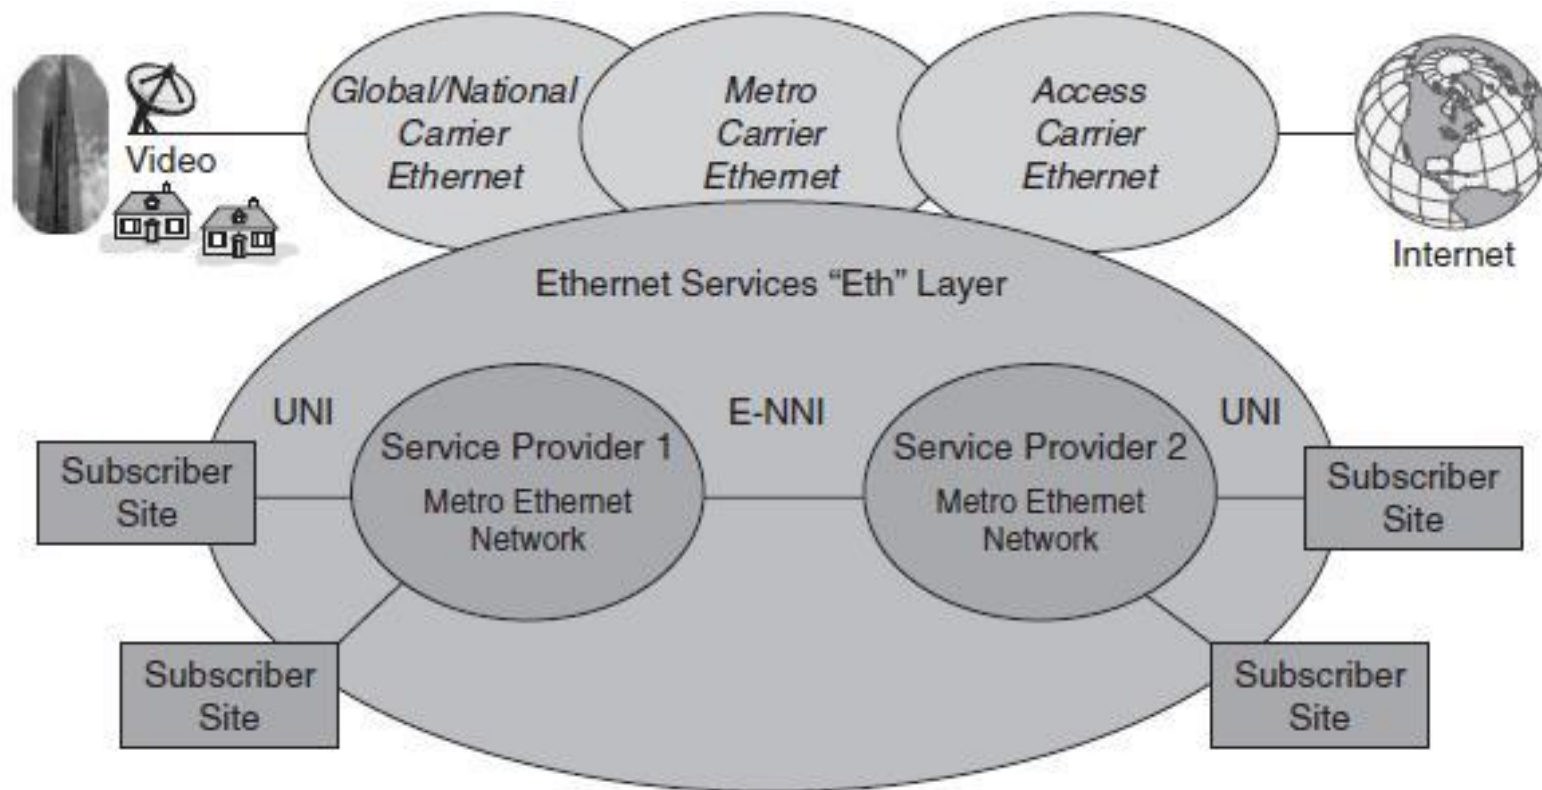 Global/National
Carrier
Ethernet
Metro
Carrier
Ethernet
Access
Carrier
Ethernet
Video
Internet
Ethernet Services “Eth” Layer
UNI
E-NNI
UNI
Subscriber
Site
Service Provider 1
Metro Ethernet
Network
Service Provider 2
Metro Ethernet
Network
Subscriber
Site
Subscriber
Site
Subscriber
Site